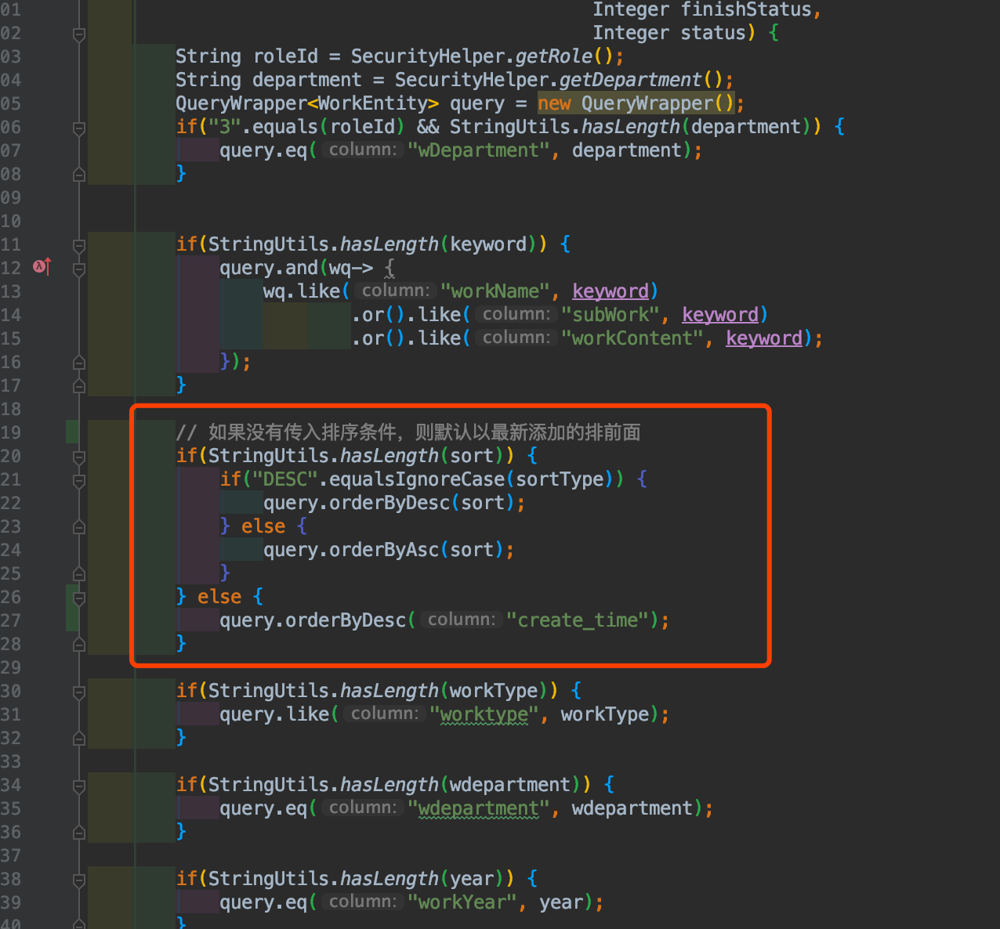 01 Integer finishStatus,
02 Integer status) {
03 String roleId = SecurityHelper.getRole();
04 String department = SecurityHelper.getDepartment();
05 QueryWrapper<WorkEntity> query = new QueryWrapper();
06 if("3".equals(roleId) && StringUtils.hasLength(department)) {
07 query.eq( column: "wDepartment", department);
08 }
09
10
11 if(StringUtils.hasLength(keyword)) {
12 query.and(wq-> {
13 wq.like( column: "workName", keyword)
14 .or().like( column: "subWork", keyword)
15 .or().like( column: "workContent", keyword);
16 });
17 }
18
19 // 如果没有传入排序条件，则默认以最新添加的排前面
20 if(StringUtils.hasLength(sort)) {
21 if("DESC".equalsIgnoreCase(sortType)) {
22 query.orderByDesc(sort);
23 } else {
24 query.orderByAsc(sort);
25 }
26 } else {
27 query.orderByDesc( column: "create_time");
28 }
29
30 if(StringUtils.hasLength(workType)) {
31 query.like( column: "worktype", workType);
32 }
33
34 if(StringUtils.hasLength(wdepartment)) {
35 query.eq( column: "wdepartment", wdepartment);
36 }
37
38 if(StringUtils.hasLength(year)) {
39 query.eq( column: "workYear", year);
40 }